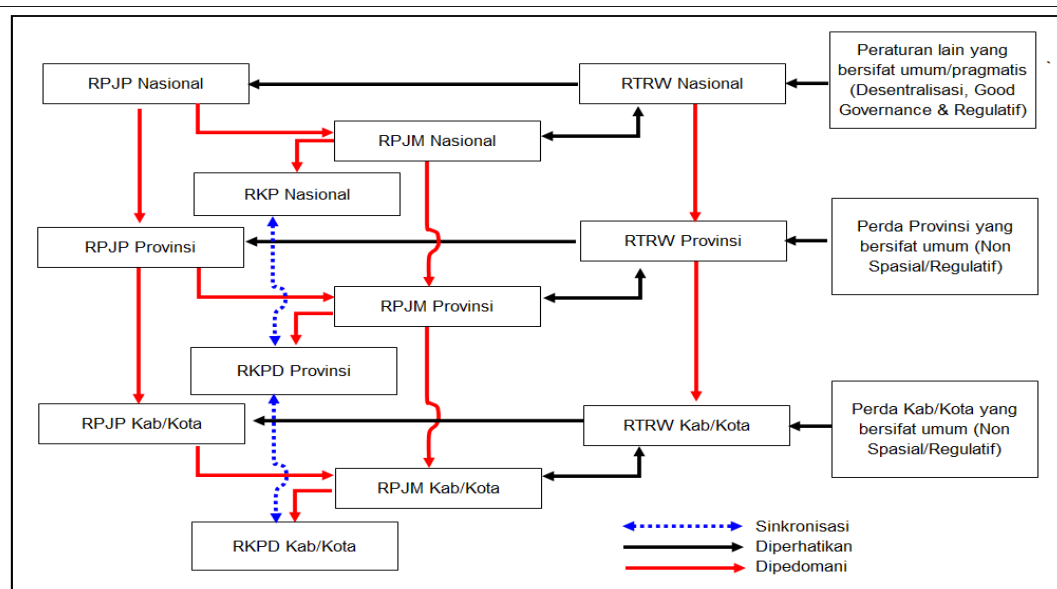 RPJP Nasional
RTRW Nasional
Peraturan lain yang
bersifat umum/pragmatis
(Desentralisasi, Good
Governance & Regulatif)
RPJM Nasional
RKP Nasional
RPJP Provinsi
RTRW Provinsi
Perda Provinsi yang
bersifat umum (Non
Spasial/Regulatif)
RPJM Provinsi
RKPD Provinsi
RPJP Kab/Kota
RTRW Kab/Kota
Perda Kab/Kota yang
bersifat umum (Non
Spasial/Regulatif)
RPJM Kab/Kota
RKPD Kab/Kota
Sinkronisasi
Diperhatikan
Dipedomani